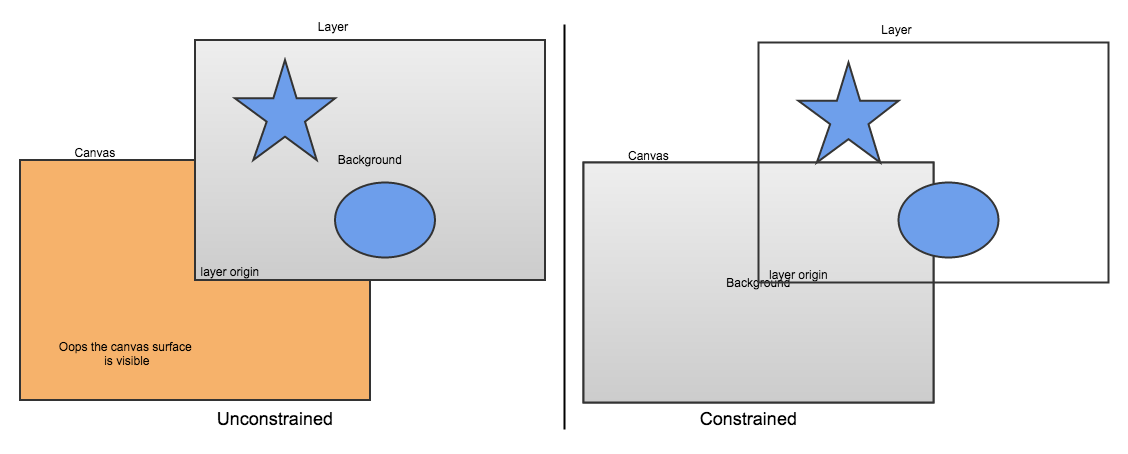 Layer
Canvas
Background
layer origin
Oops the canvas surface
is visible
Unconstrained
Layer
Canvas
layer origin
Background
Constrained